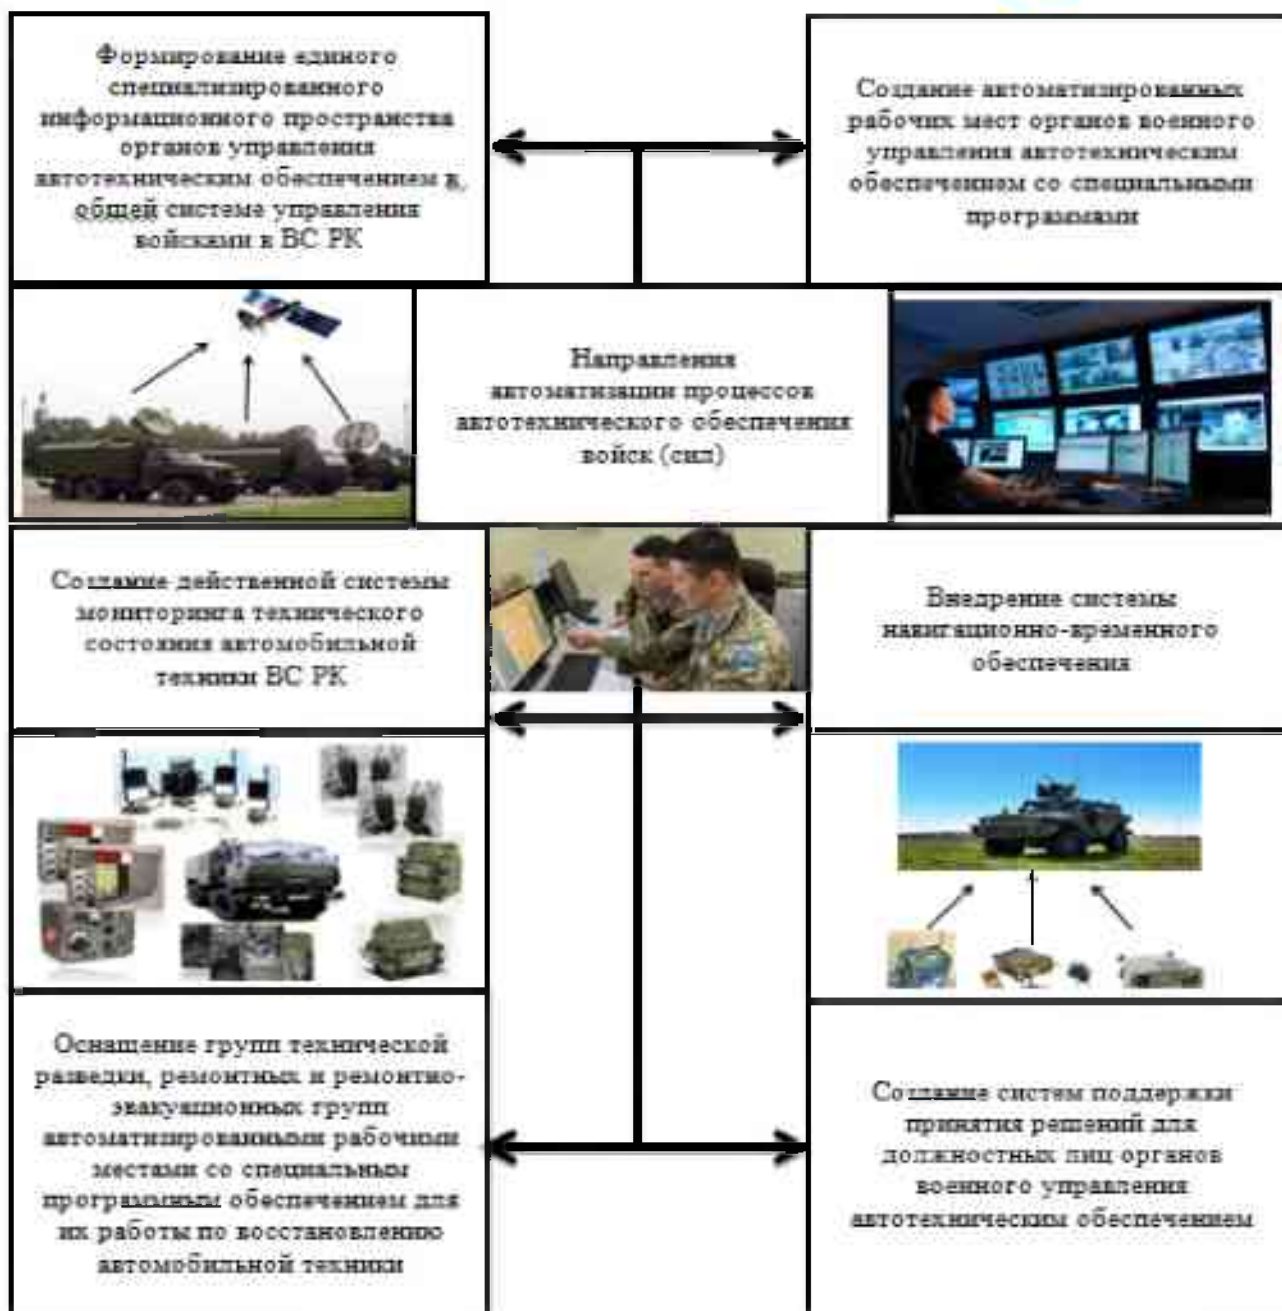 Формирование единого
специализированного
информационного пространства
органов управления
автотехническим обеспечением в,
общей системе управления
войсками в ВС РК
Создание автоматизированных
рабочих мест органов военного
управления автотехническим
обеспечением со специальными
программами
Направления
автоматизации процессов
автотехнического обеспечения
войск (сил)
Создание действенной системы
мониторинга технического
состояния автомобильной
техники ВС РК
Внедрение системы
навигационно-временного
обеспечения
Оснащение групп технической
разведки, ремонтных и ремонтно-
эвакуационных групп
автоматизированными рабочими
местами со специальным
программным обеспечением для
их работы по восстановлению
автомобильной техники
Создание систем поддержки
принятия решений для
должностных лиц органов
военного управления
автотехническим обеспечением